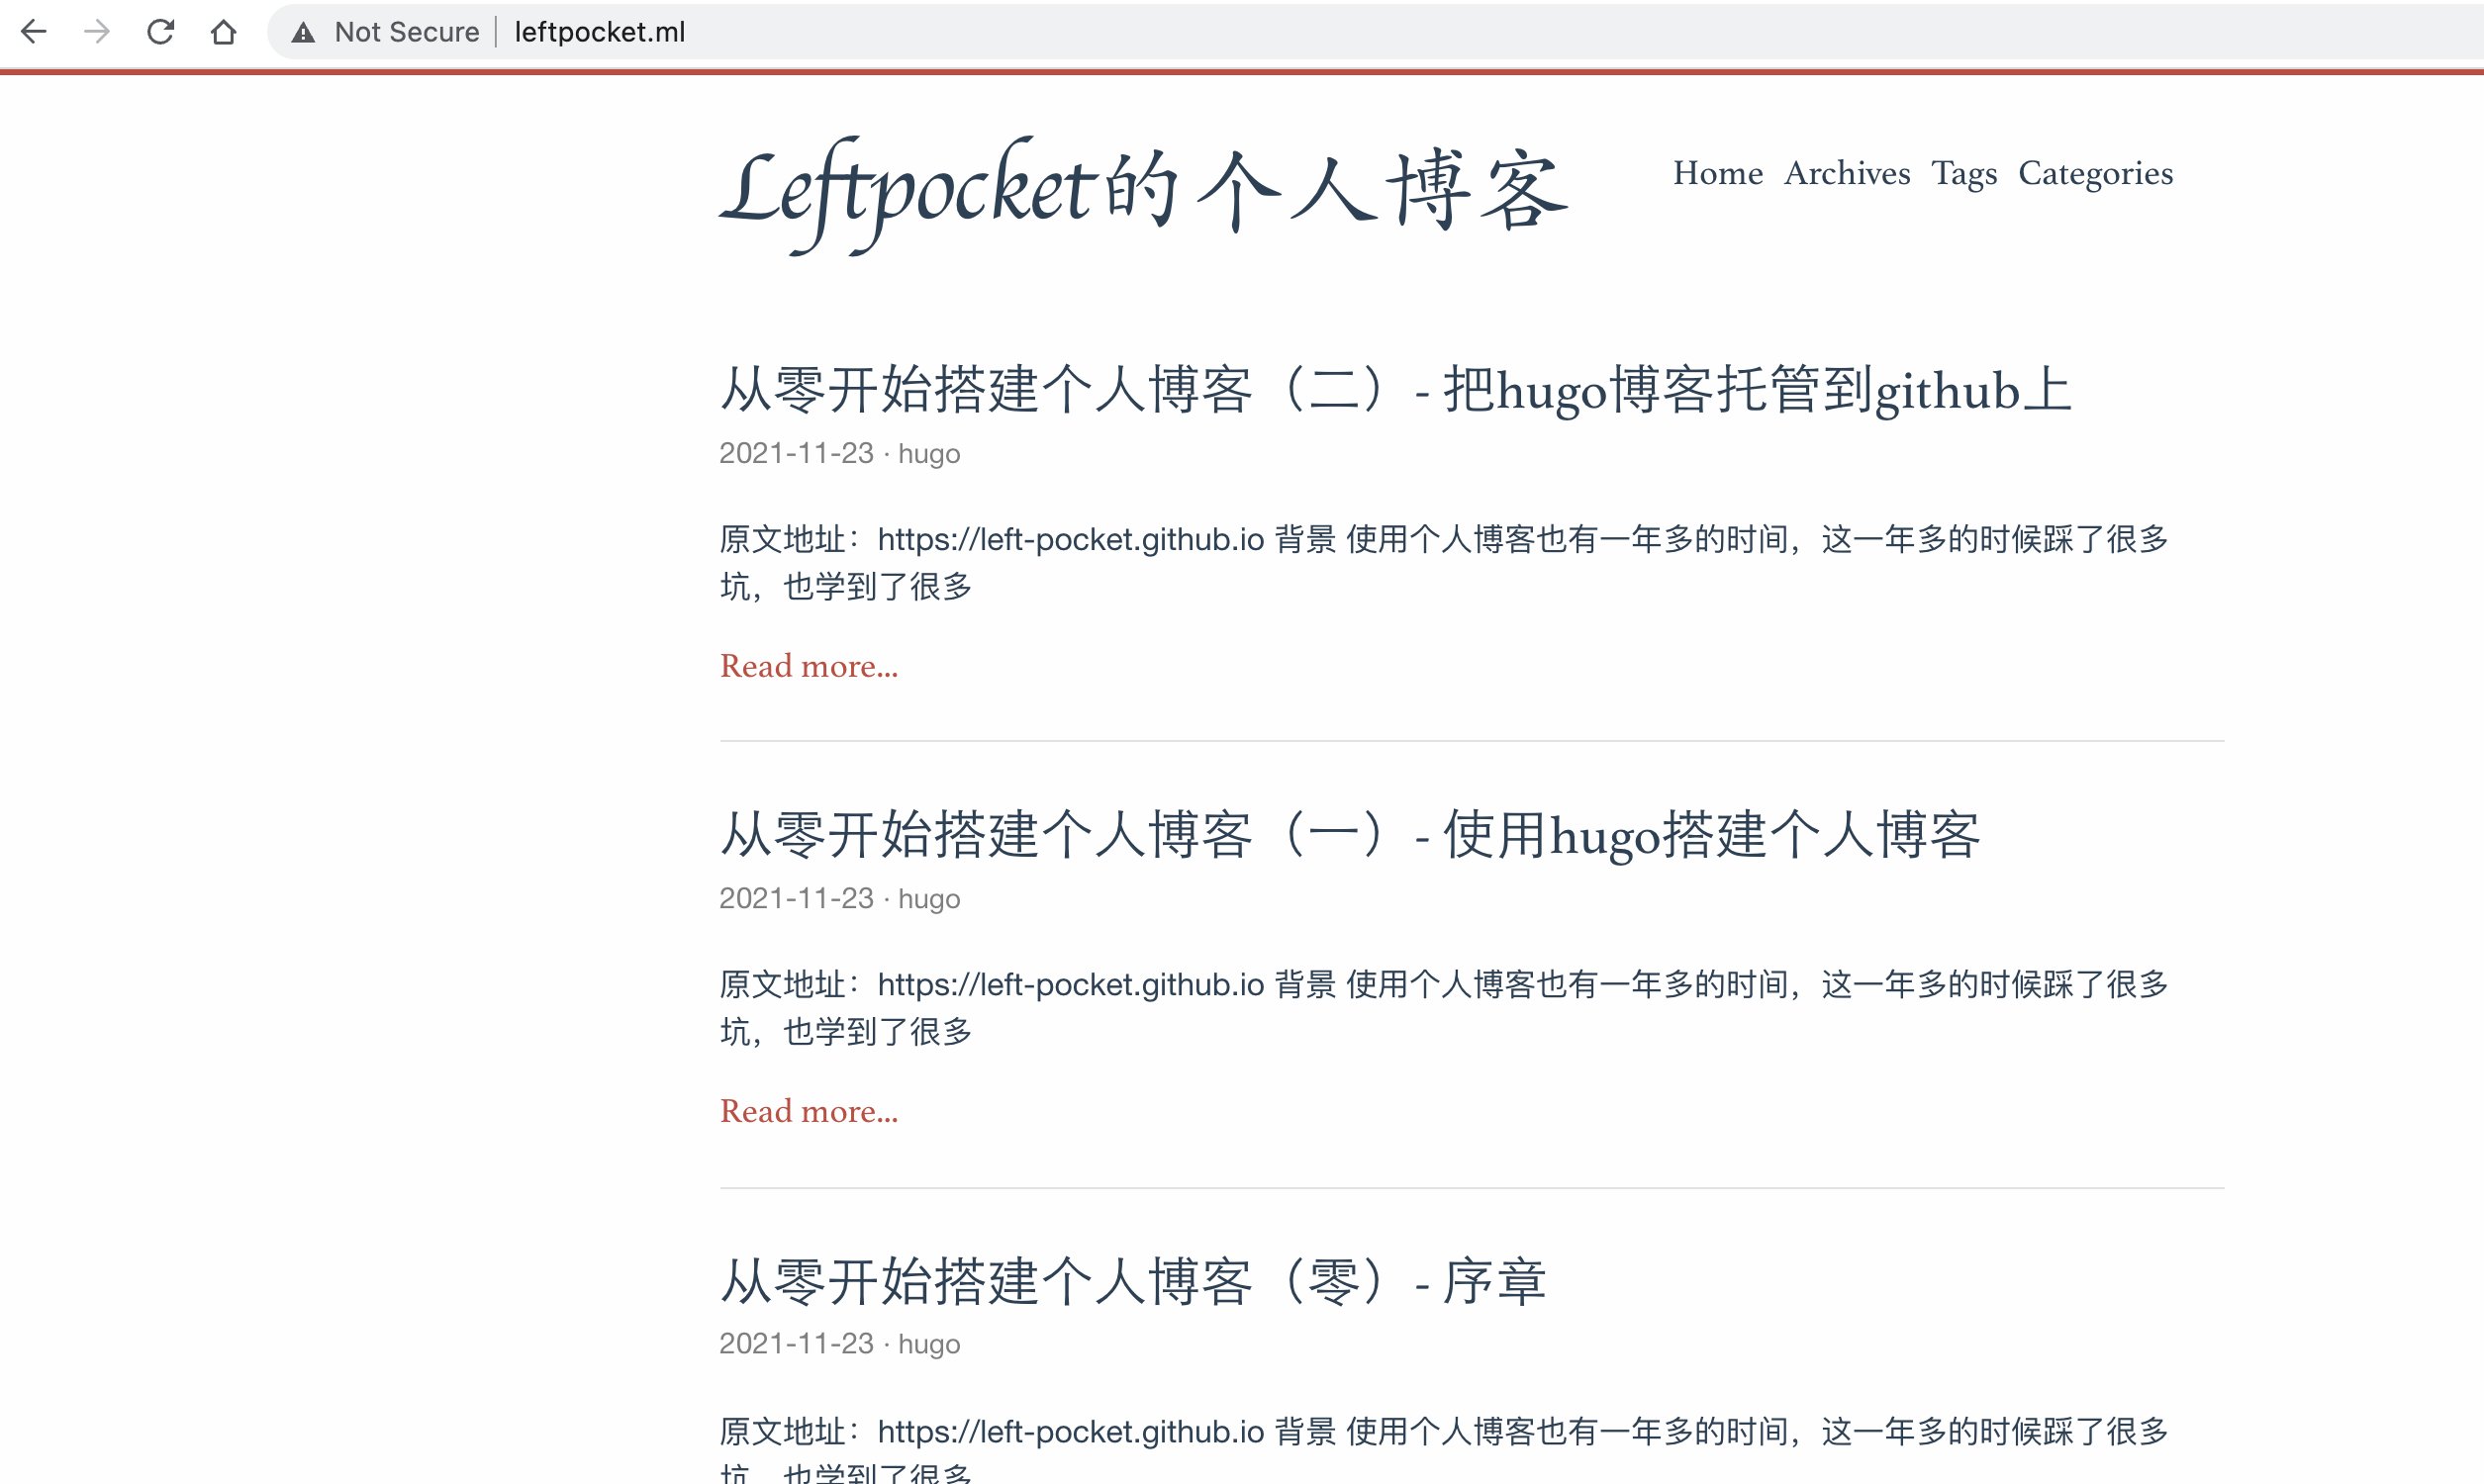 Not Secure | leftpocket.ml
Leftpocket的个人博客
Home Archives Tags Categories
从零开始搭建个人博客（二）- 把hugo博客托管到github上
2021-11-23 · hugo
原文地址：https://left-pocket.github.io 背景 使用个人博客也有一年多的时间，这一年多的时候踩了很多
坑，也学到了很多
Read more...
从零开始搭建个人博客（一）- 使用hugo搭建个人博客
2021-11-23 · hugo
原文地址：https://left-pocket.github.io 背景 使用个人博客也有一年多的时间，这一年多的时候踩了很多
坑，也学到了很多
Read more...
从零开始搭建个人博客（零）- 序章
2021-11-23 · hugo
原文地址：https://left-pocket.github.io 背景 使用个人博客也有一年多的时间，这一年多的时候踩了很多
坑，也学到了很多